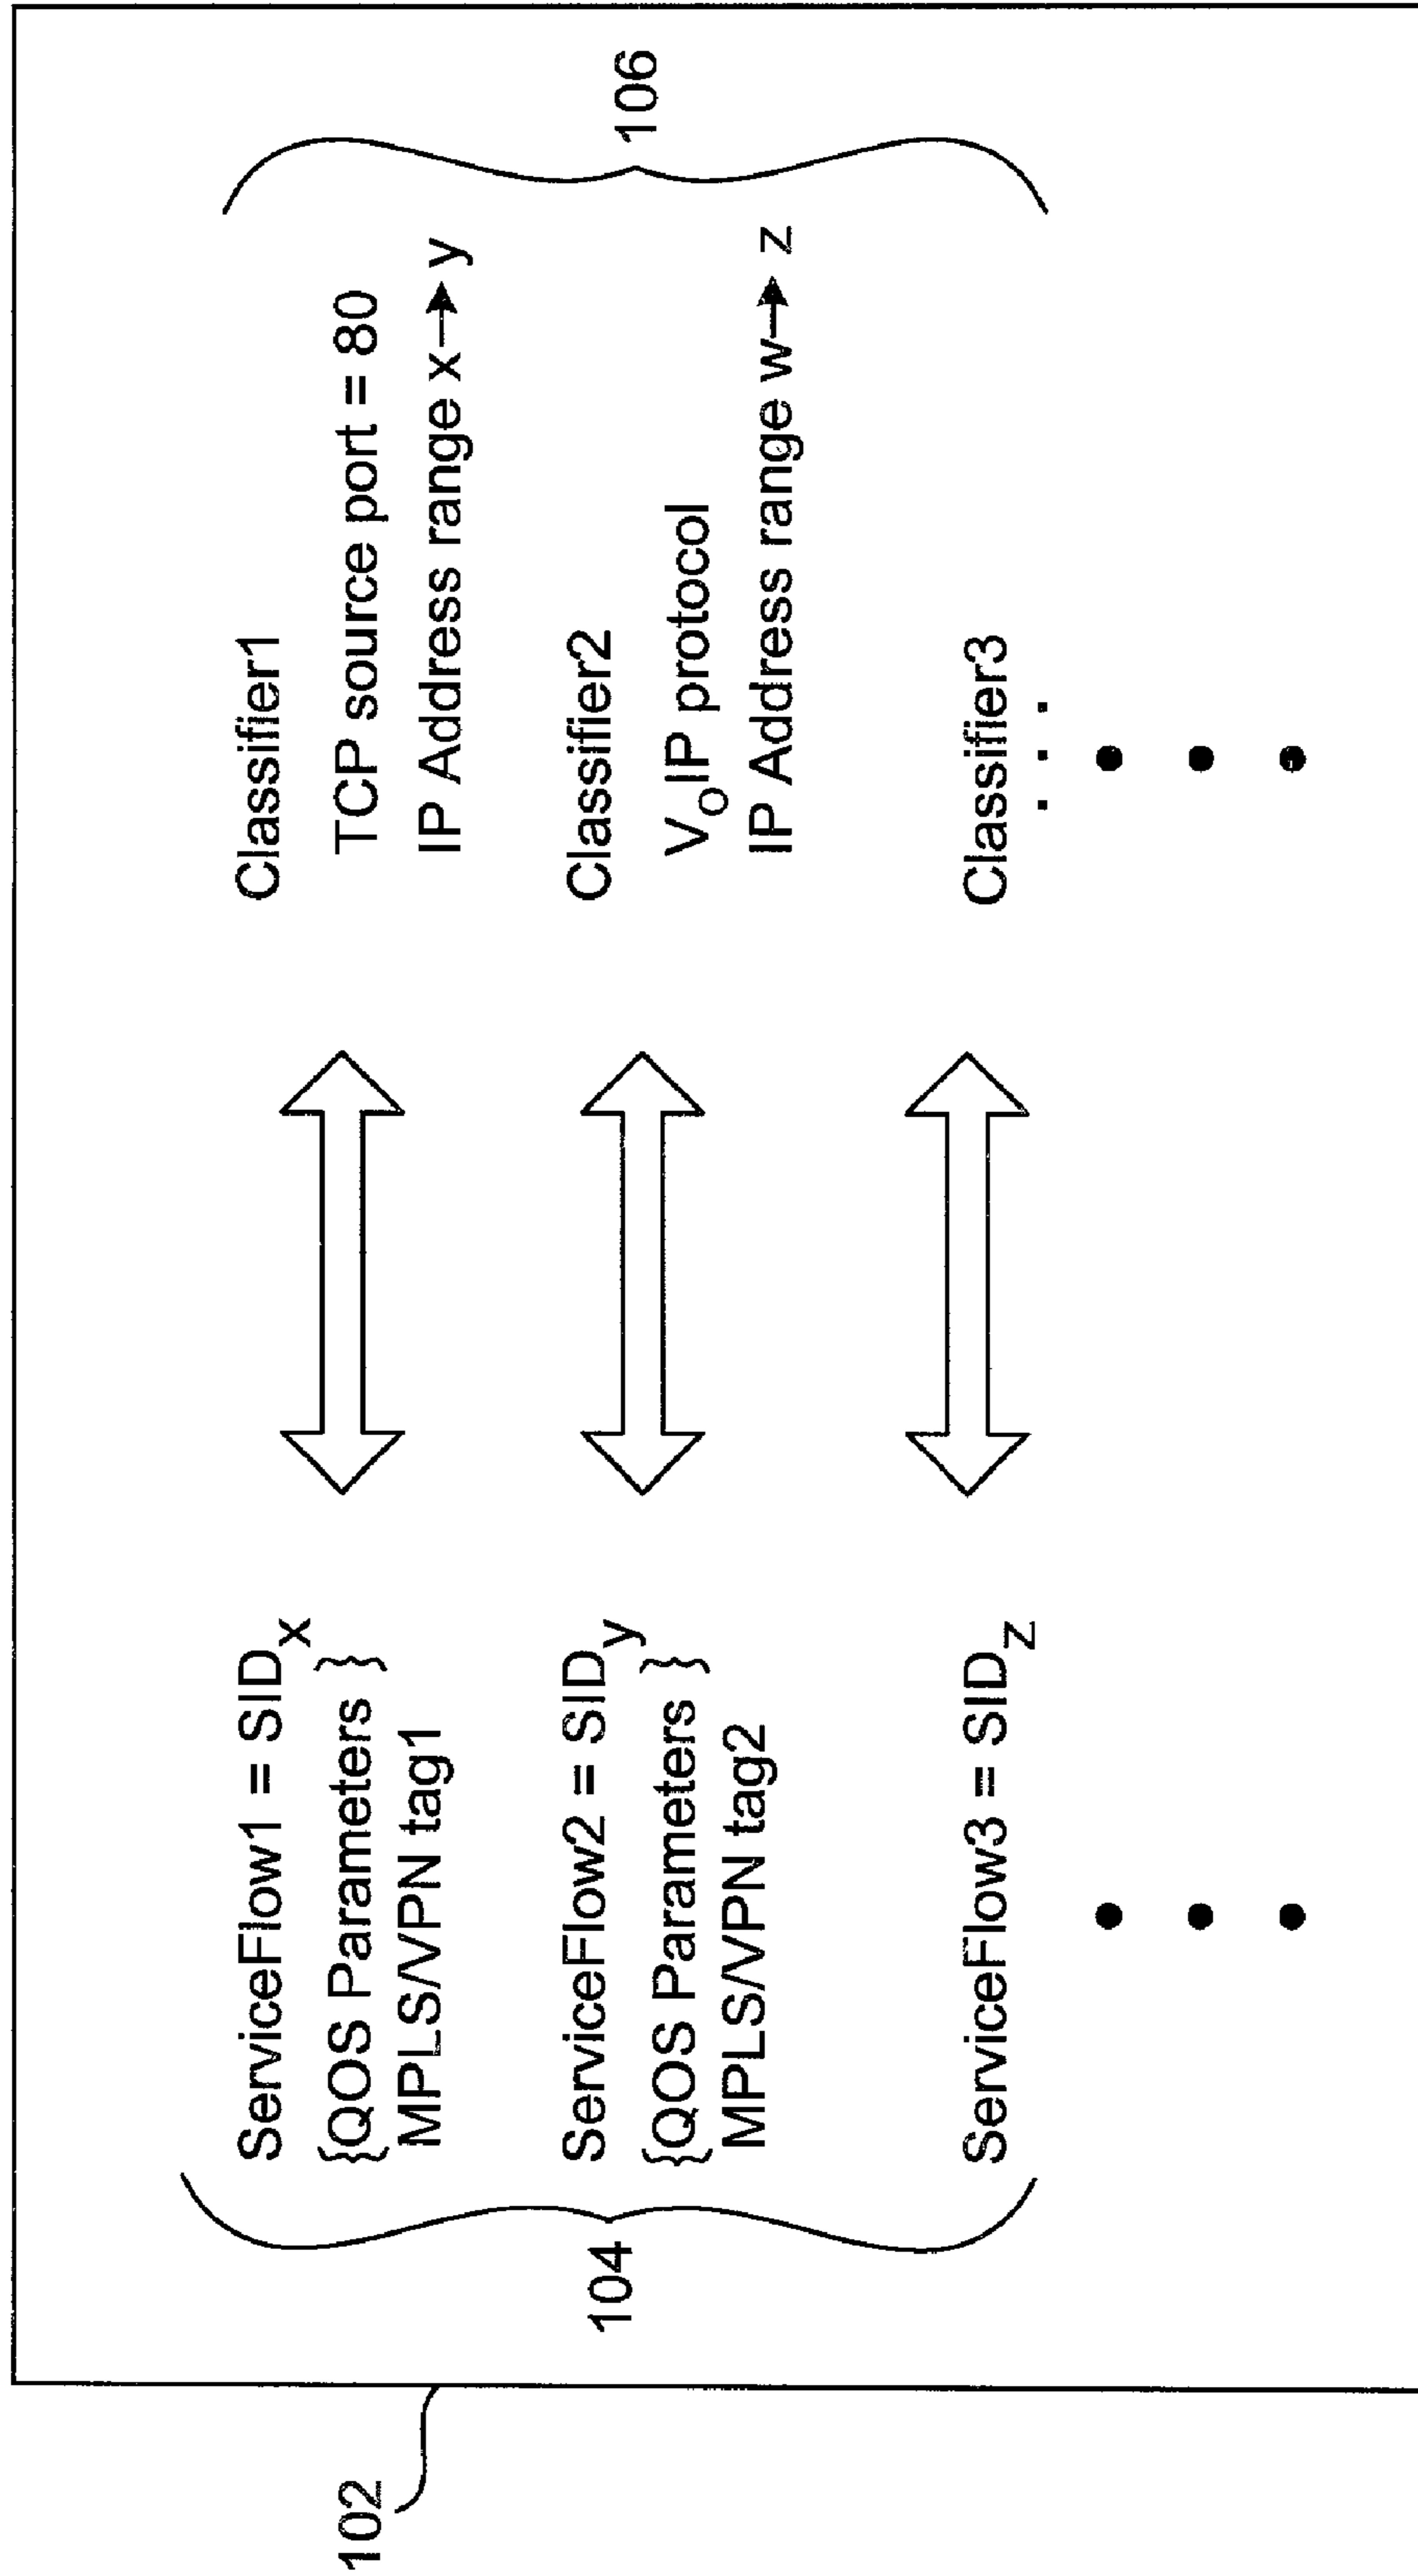 102
104
ServiceFlow1 = SIDx
{QOS Parameters }
MPLS/VPN tag1
ServiceFlow2 = SIDy
{QOS Parameters }
MPLS/VPN tag2
ServiceFlow3 = SIDz
Classifier1
TCP source port = 80
IP Address range x→y
Classifier2
VoIP protocol
IP Address range w→z
Classifier3
. . .
106